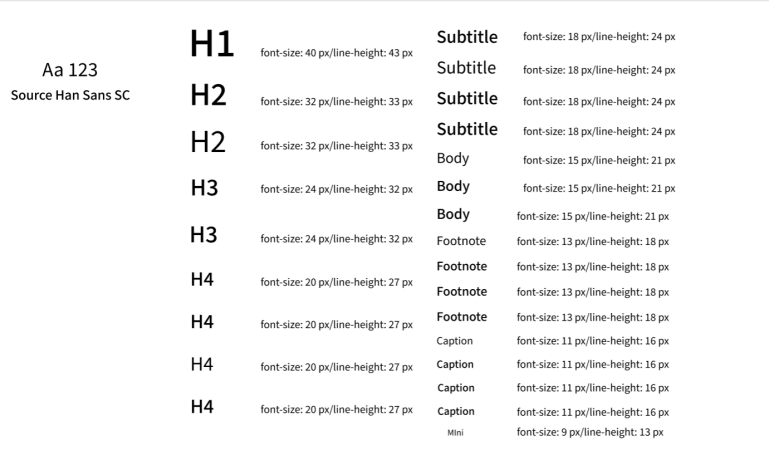 Aa 123
Source Han Sans SC
H1 font-size: 40 px/line-height: 43 px
H2 font-size: 32 px/line-height: 33 px
H2 font-size: 32 px/line-height: 33 px
H3 font-size: 24 px/line-height: 32 px
H3 font-size: 24 px/line-height: 32 px
H4 font-size: 20 px/line-height: 27 px
H4 font-size: 20 px/line-height: 27 px
H4 font-size: 20 px/line-height: 27 px
H4 font-size: 20 px/line-height: 27 px
Subtitle font-size: 18 px/line-height: 24 px
Subtitle font-size: 18 px/line-height: 24 px
Subtitle font-size: 18 px/line-height: 24 px
Subtitle font-size: 18 px/line-height: 24 px
Body font-size: 15 px/line-height: 21 px
Body font-size: 15 px/line-height: 21 px
Body font-size: 15 px/line-height: 21 px
Footnote font-size: 13 px/line-height: 18 px
Footnote font-size: 13 px/line-height: 18 px
Footnote font-size: 13 px/line-height: 18 px
Footnote font-size: 13 px/line-height: 18 px
Caption font-size: 11 px/line-height: 16 px
Caption font-size: 11 px/line-height: 16 px
Caption font-size: 11 px/line-height: 16 px
Caption font-size: 11 px/line-height: 16 px
MIni font-size: 9 px/line-height: 13 px